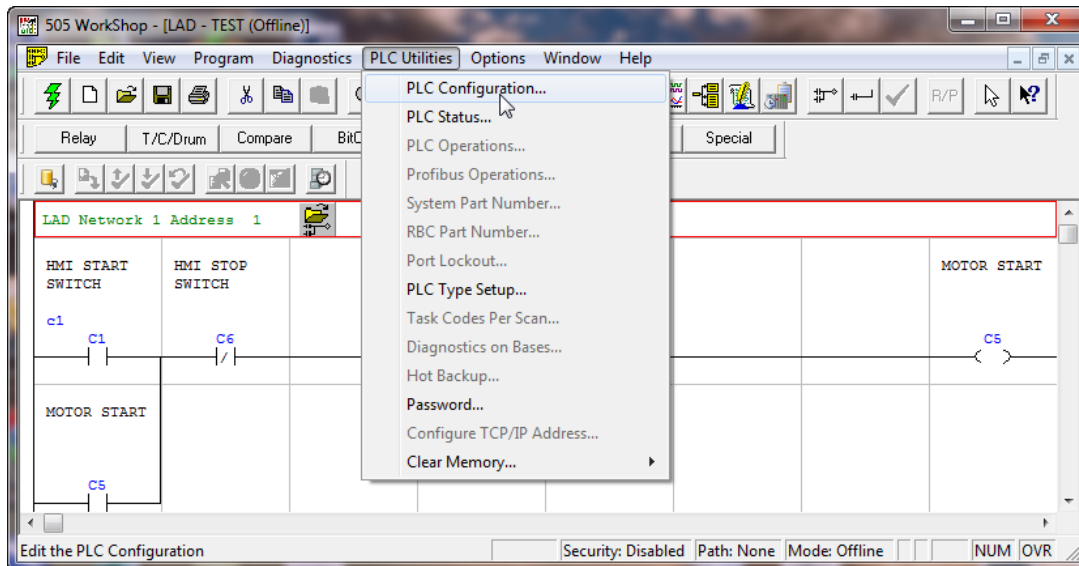 505 WorkShop - [LAD - TEST (Offline)]
File Edit View Program Diagnostics PLC Utilities Options Window Help
R/P
Relay T/C/Drum Compare BitC Special
PLC Configuration...
PLC Status...
PLC Operations...
Profibus Operations...
System Part Number...
RBC Part Number...
Port Lockout...
PLC Type Setup...
Task Codes Per Scan...
Diagnostics on Bases...
Hot Backup...
Password...
Configure TCP/IP Address...
Clear Memory...
LAD Network 1 Address 1
HMI START HMI STOP MOTOR START
SWITCH SWITCH
c1
C1 C6 C5
MOTOR START
C5
Edit the PLC Configuration Security: Disabled Path: None Mode: Offline NUM OVR